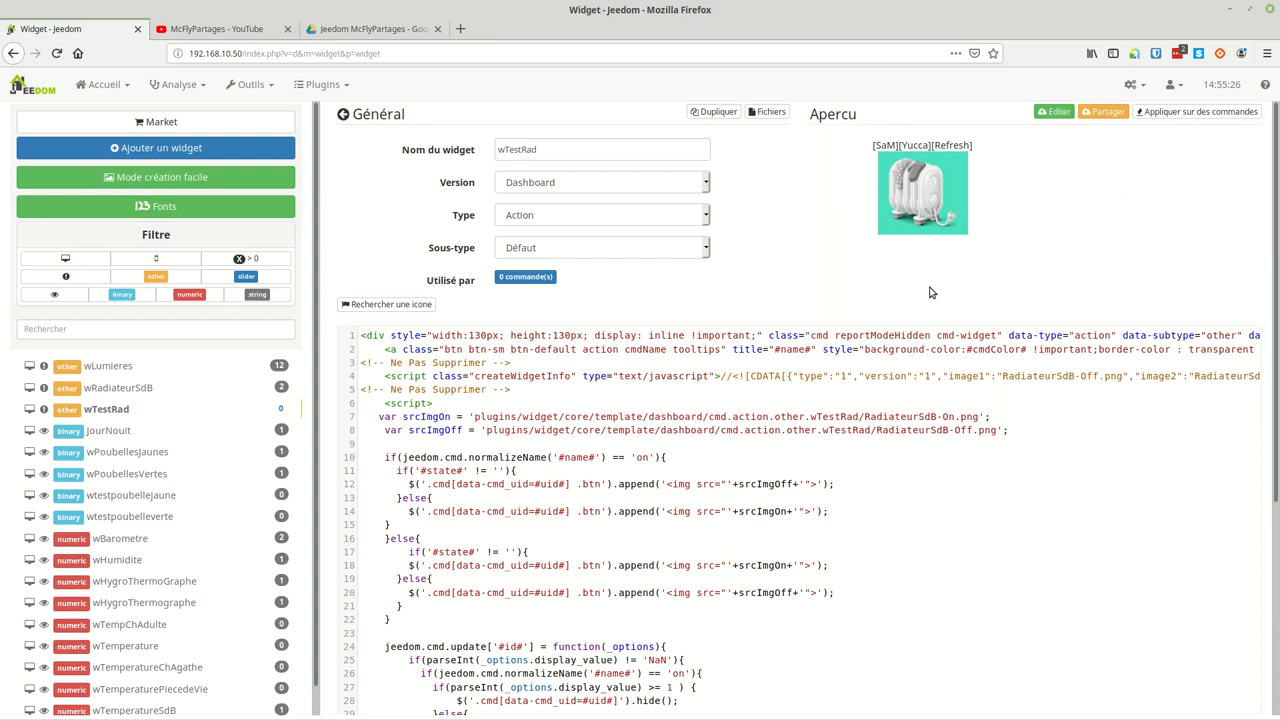 Widget - Jeedom - Mozilla Firefox
Widget - Jeedom
McFlyPartages - YouTube
Jeedom McFlyPartages - Goo
192.168.10.50/index.php?v=d&m=widget&p=widget
2
JEEDOM
Accueil
Analyse
Outils
Plugins
14:55:26
Market
Ajouter un widget
Mode création facile
123 Fonts
Filtre
X > 0
other
slider
binary
numeric
string
Rechercher
other wLumieres 12
other wRadiateurSdB 2
other wTestRad 0
binary JourNouit 1
binary wPoubellesJaunes 1
binary wPoubellesVertes 1
binary wtestpoubellejaune 0
binary wtestpoubelleverte 0
numeric wBarometre 2
numeric wHumidite 1
numeric wHygroThermoGraphe 1
numeric wHygroThermographe 1
numeric wTempChAdulte 0
numeric wTemperature 0
numeric wTemperatureChAgathe 0
numeric wTemperaturePiecedeVie 0
numeric wTemperatureSdB 1
Général
Dupliquer
Fichiers
Nom du widget wTestRad
Version Dashboard
Type Action
Sous-type Défaut
Utilisé par 0 commande(s)
Rechercher une icone
Apercu
Editer
Partager
Appliquer sur des commandes
[SaM][Yucca][Refresh]
1 <div style="width:130px; height:130px; display: inline !important;" class="cmd reportModeHidden cmd-widget" data-type="action" data-subtype="other" da
2 <a class="btn btn-sm btn-default action cmdName tooltips" title="#name#" style="background-color:#cmdColor# !important;border-color : transparent
3 <!-- Ne Pas Supprimer -->
4 <script class="createWidgetInfo" type="text/javascript">//<![CDATA[{"type":"1","version":"1","image1":"RadiateurSdB-Off.png","image2":"RadiateurSd
5 <!-- Ne Pas Supprimer -->
6 <script>
7 var srcImgOn = 'plugins/widget/core/template/dashboard/cmd.action.other.wTestRad/RadiateurSdB-On.png';
8 var srcImgOff = 'plugins/widget/core/template/dashboard/cmd.action.other.wTestRad/RadiateurSdB-Off.png';
9
10 if(jeedom.cmd.normalizeName('#name#') == 'on'){
11 if('#state#' != ''){
12 $('.cmd[data-cmd_uid=#uid#] .btn').append('<img src="'+srcImgOff+'">');
13 }else{
14 $('.cmd[data-cmd_uid=#uid#] .btn').append('<img src="'+srcImgOn+'">');
15 }
16 }else{
17 if('#state#' != ''){
18 $('.cmd[data-cmd_uid=#uid#] .btn').append('<img src="'+srcImgOn+'">');
19 }else{
20 $('.cmd[data-cmd_uid=#uid#] .btn').append('<img src="'+srcImgOff+'">');
21 }
22 }
23
24 jeedom.cmd.update['#id#'] = function(_options){
25 if(parseInt(_options.display_value) != 'NaN'){
26 if(jeedom.cmd.normalizeName('#name#') == 'on'){
27 if(parseInt(_options.display_value) >= 1 ) {
28 $('.cmd[data-cmd_uid=#uid#]').hide();
29 }else{